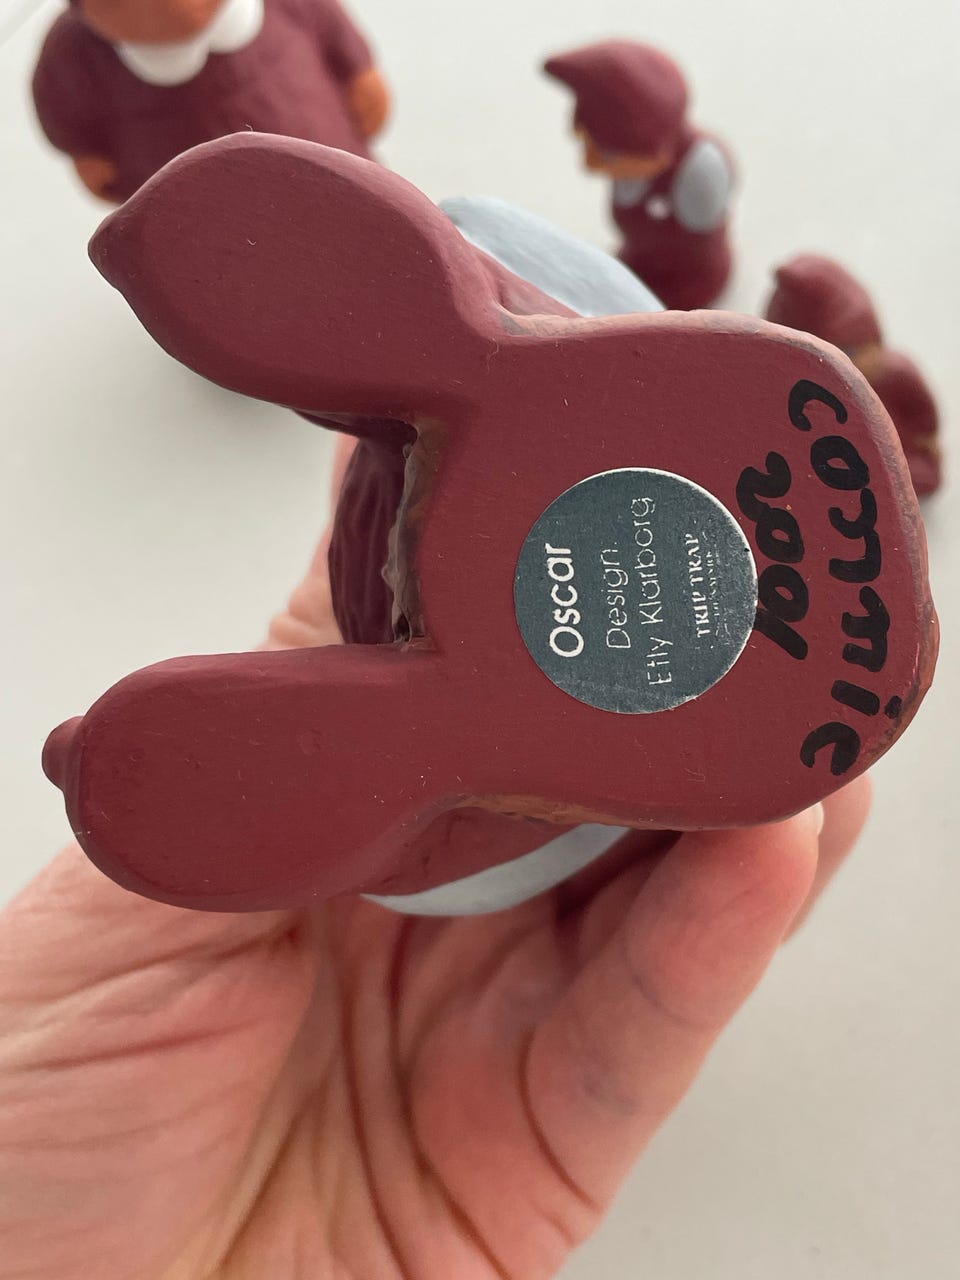 Oscar
Design:
Etly Klarborg
TRIP TRAP
connie
2001